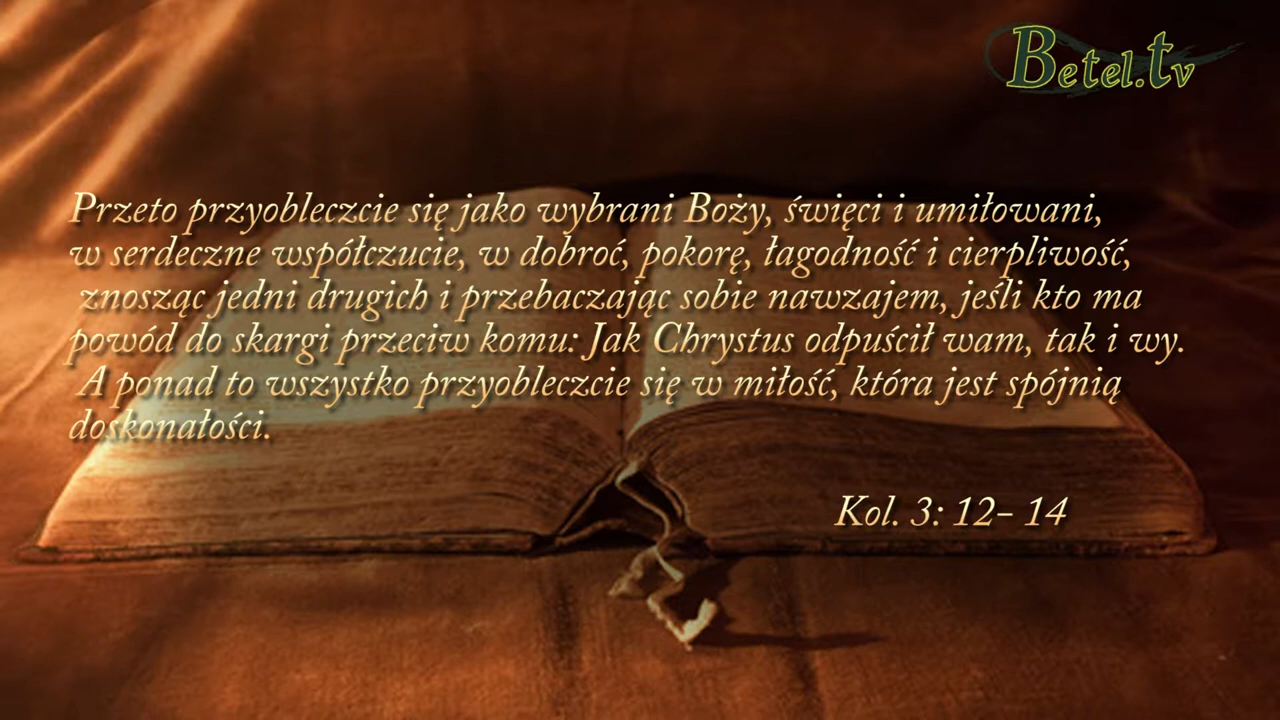 Betel.tv
Przeto przyobleczcie się jako wybrani Boży, święci i umiłowani,
w serdeczne współczucie, w dobroć, pokorę, łagodność i cierpliwość,
znosząc jedni drugich i przebaczając sobie nawzajem, jeśli kto ma
powód do skargi przeciw komu: Jak Chrystus odpuścił wam, tak i wy.
A ponad to wszystko przyobleczcie się w miłość, która jest spójnią
doskonałości.
Kol. 3: 12- 14